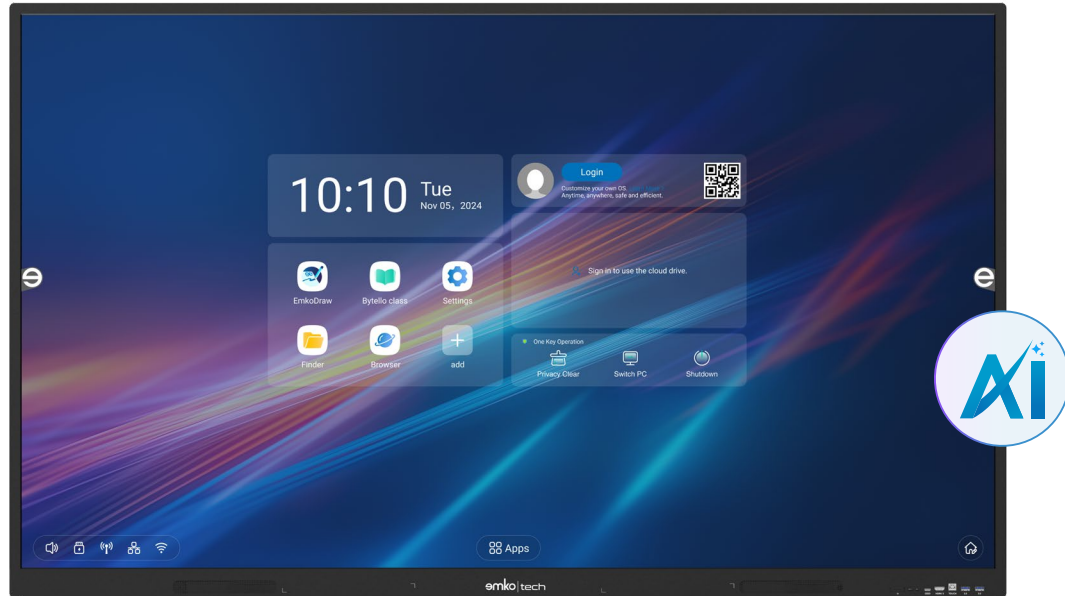 10:10
Tue
Nov 05, 2024
Login
Customize your own OS.
Anytime, anywhere, safe and efficient.
EmkoDraw
Bytello class
Settings
Sign in to use the cloud drive.
Finder
Browser
add
One Key Operation
Privacy Clear
Switch PC
Shutdown
AI
Apps
emko|tech